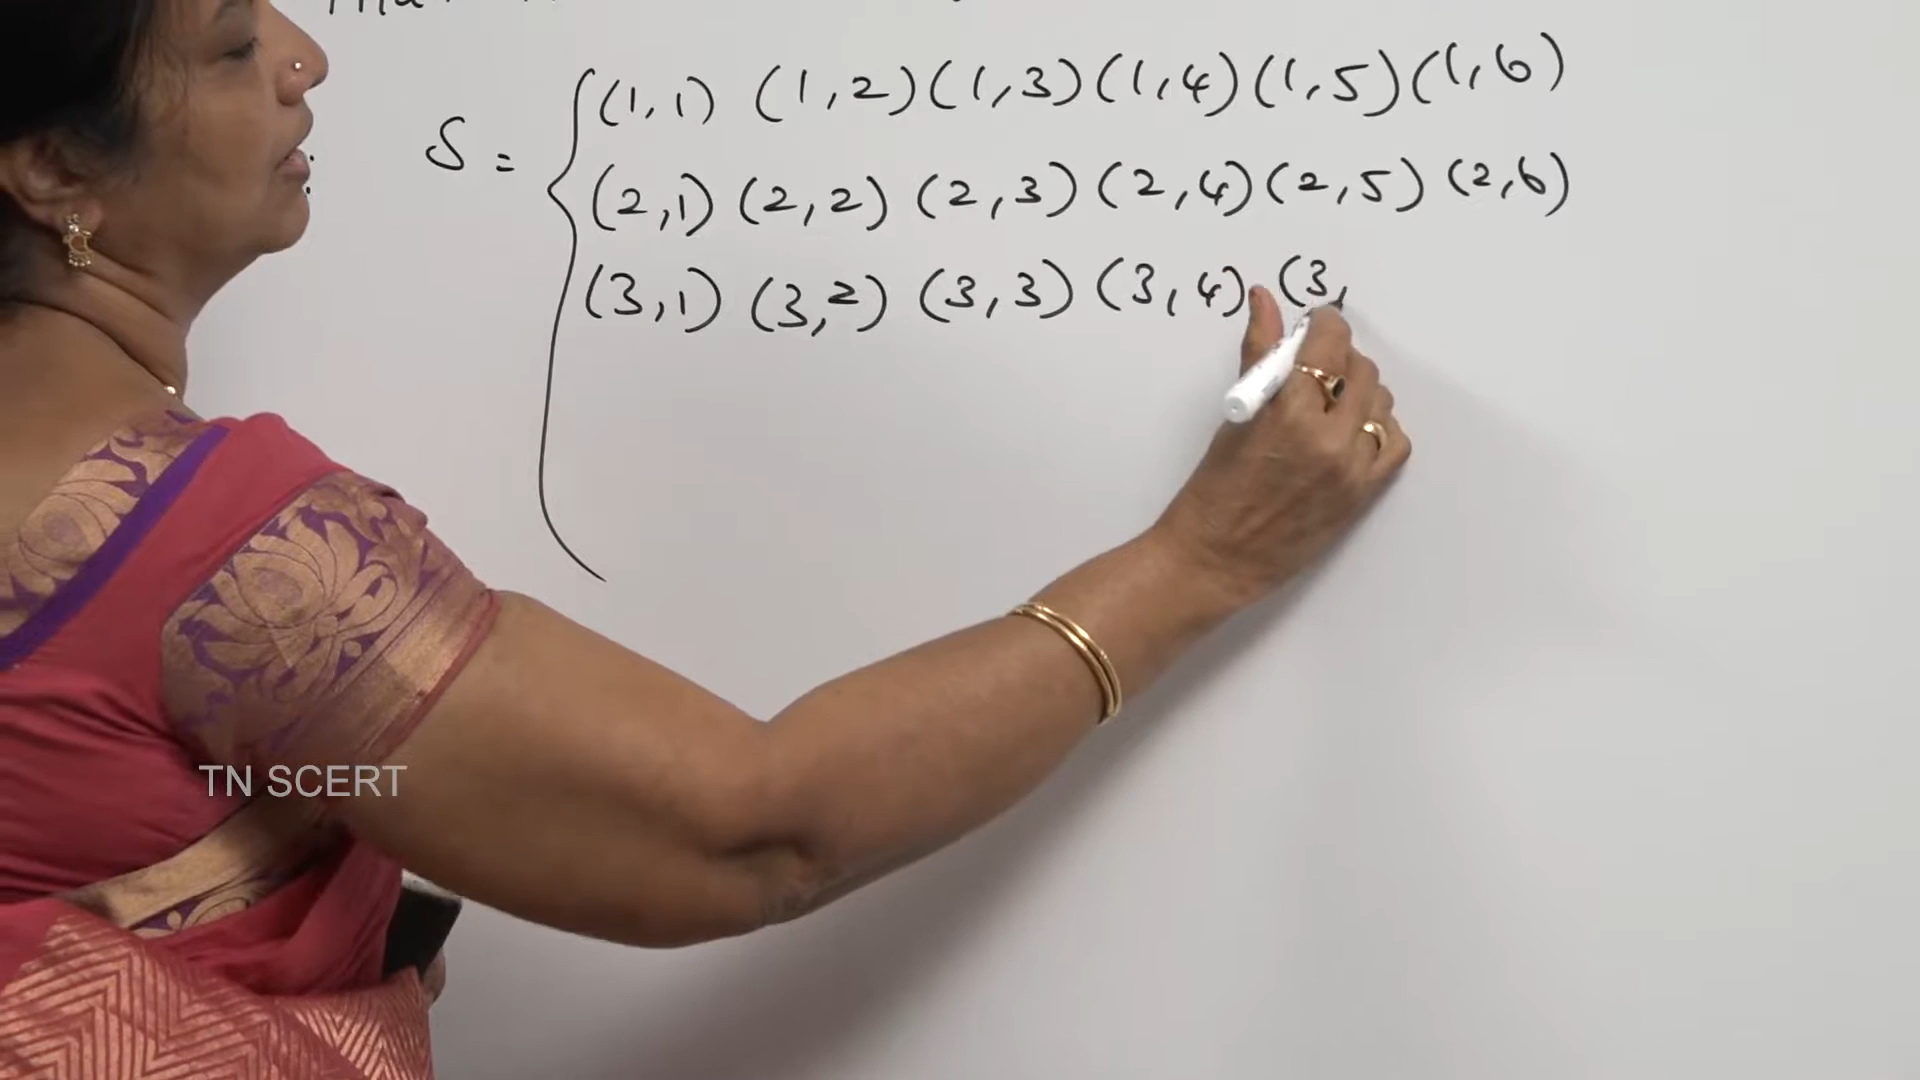 S = { (1,1) (1,2) (1,3) (1,4) (1,5) (1,6)
(2,1) (2,2) (2,3) (2,4) (2,5) (2,6)
(3,1) (3,2) (3,3) (3,4) (3,
TN SCERT